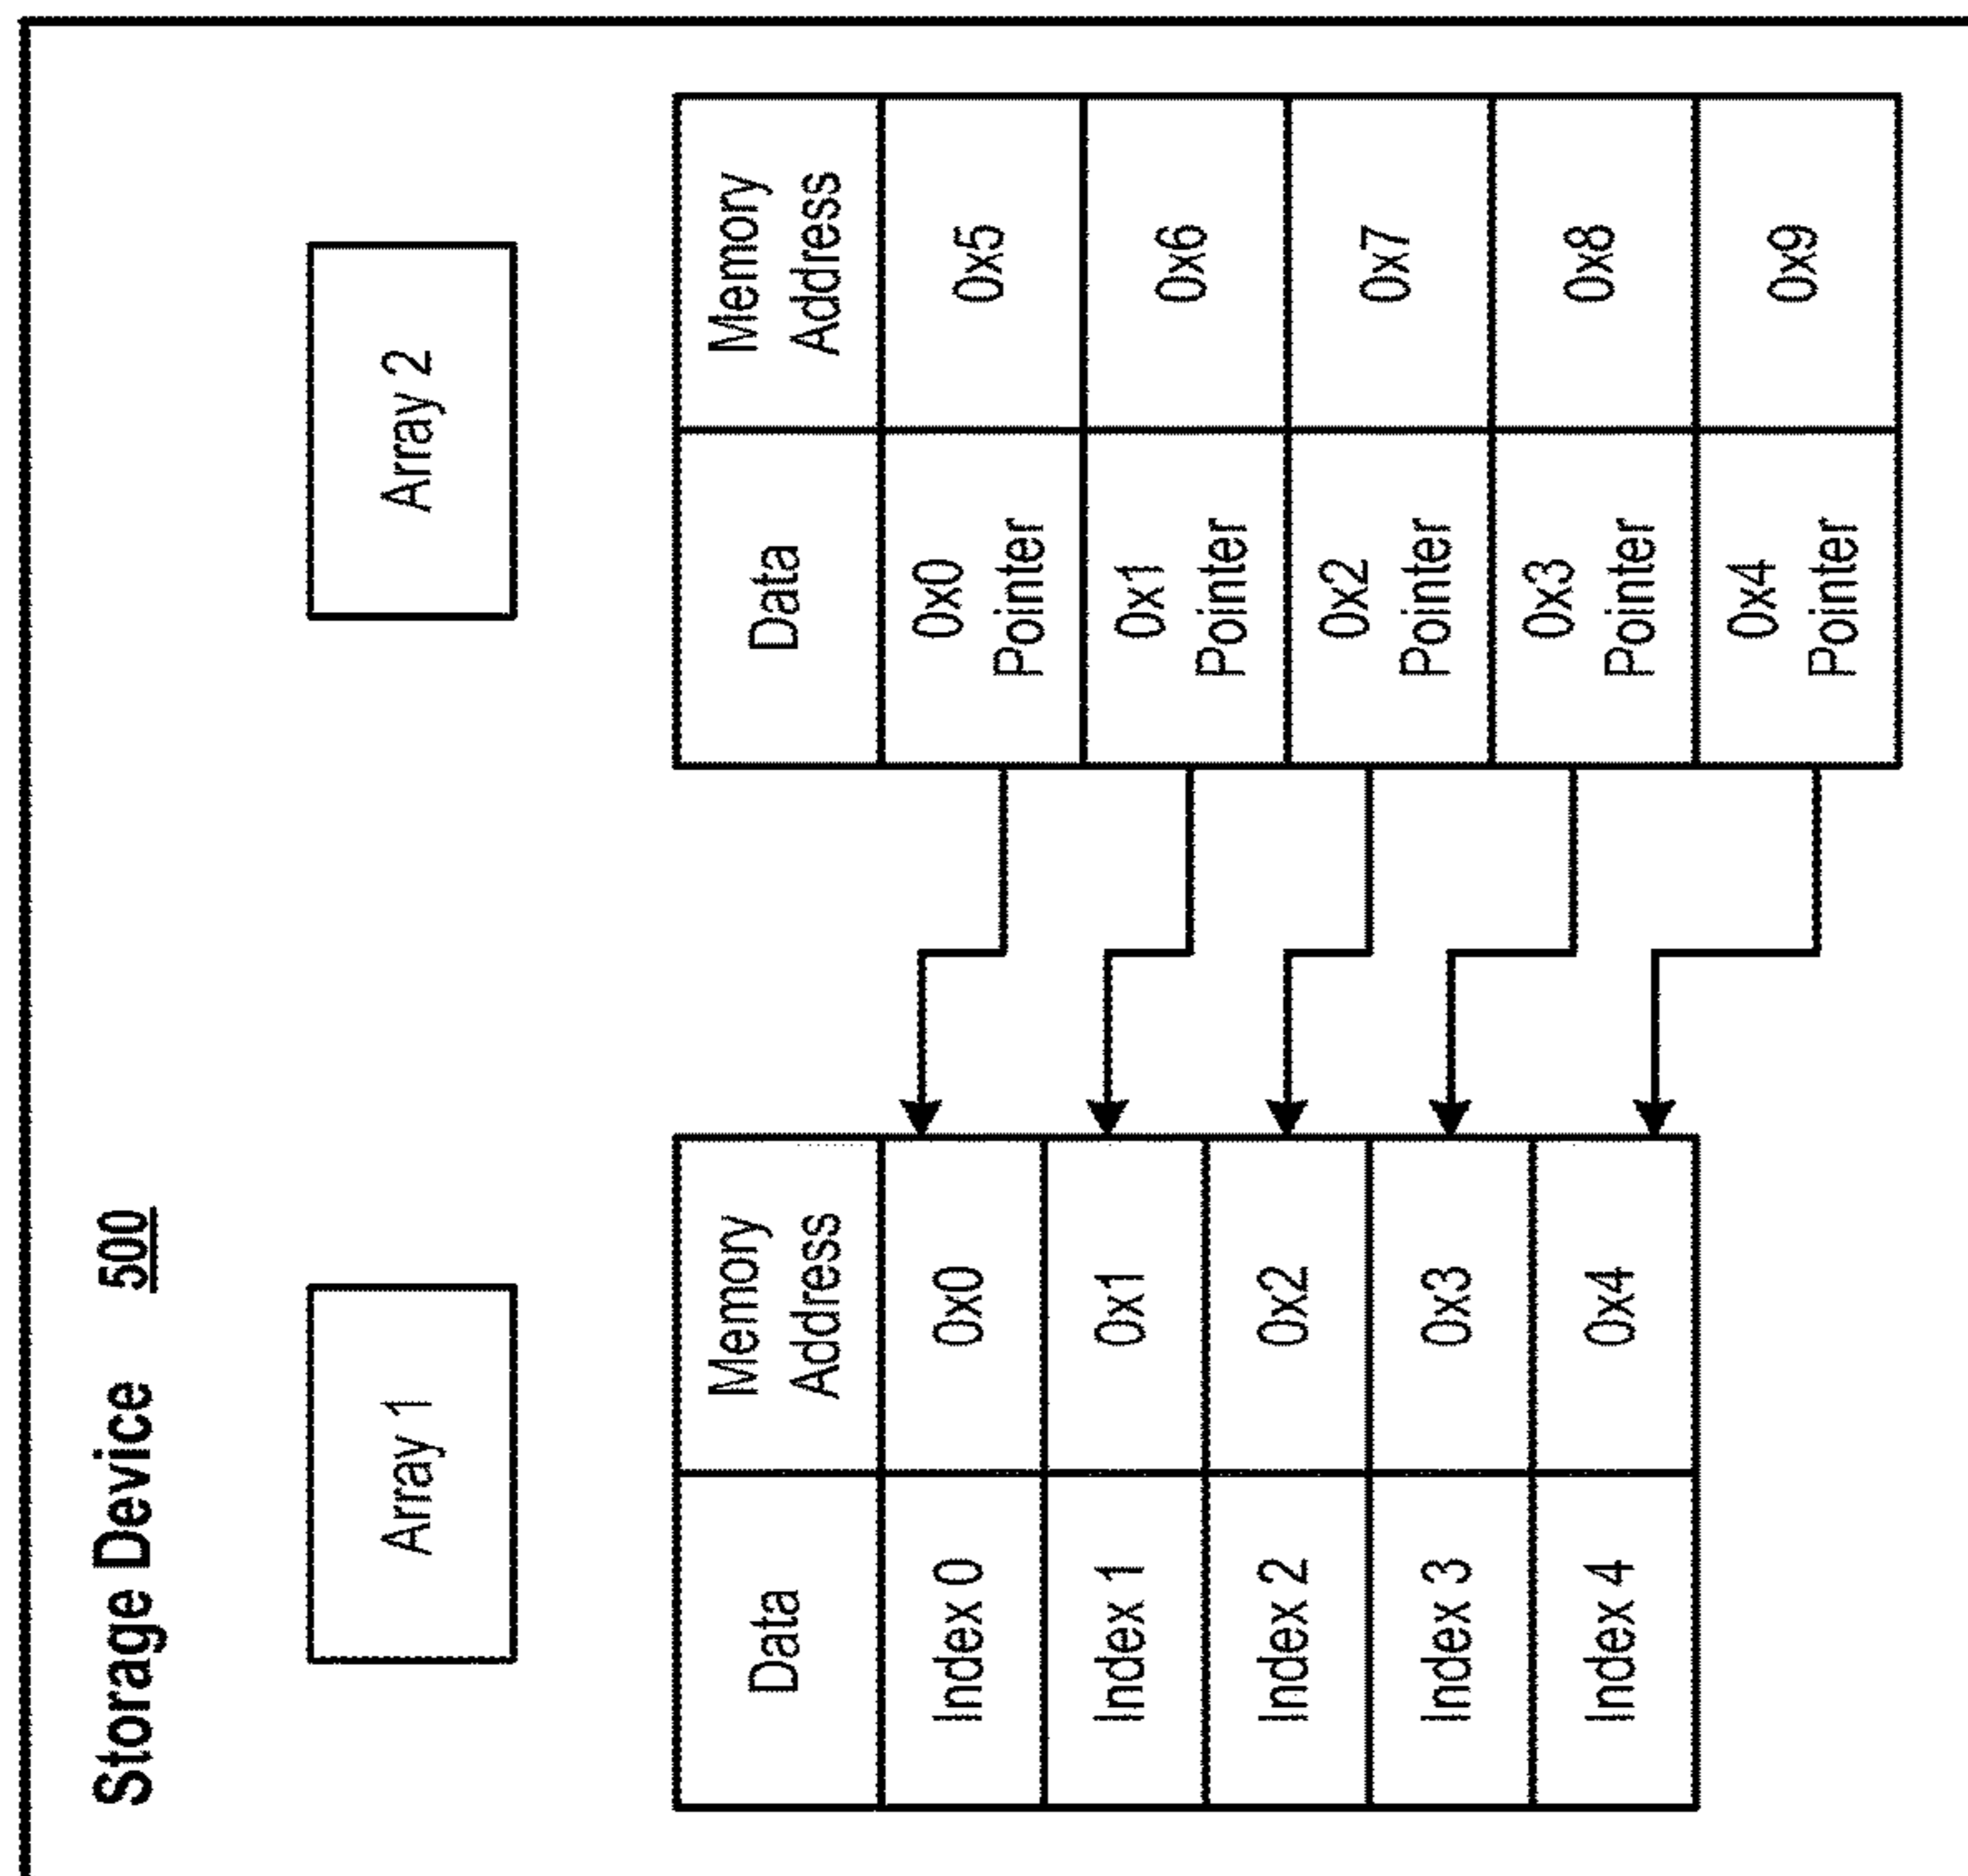 Storage Device 500
Array 1
Array 2
Data
Memory
Address
Index 0
0x0
Index 1
0x1
Index 2
0x2
Index 3
0x3
Index 4
0x4
Data
Memory
Address
0x0
Pointer
0x5
0x1
Pointer
0x6
0x2
Pointer
0x7
0x3
Pointer
0x8
0x4
Pointer
0x9